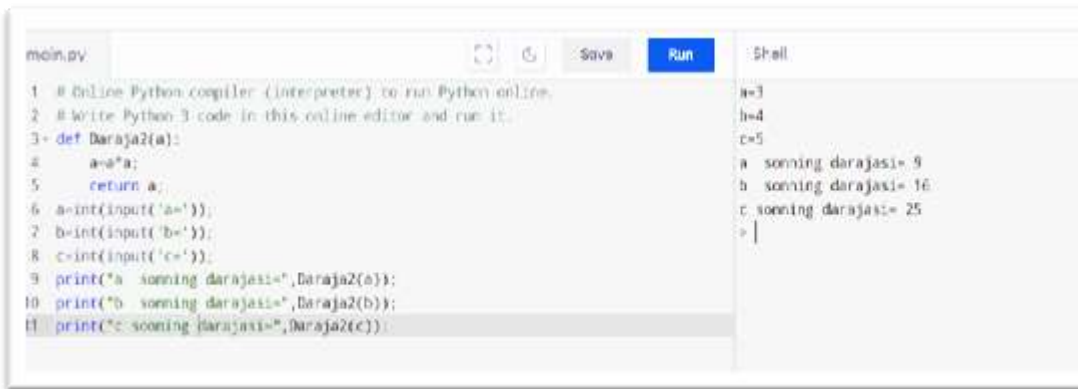 main.py
Save
Run
Shell
1 # Online Python compiler (interpreter) to run Python online.
2 # Write Python 3 code in this online editor and run it.
3 def Daraja2(a):
4 a=a*a;
5 return a;
6 a=int(input('a='));
7 b=int(input('b='));
8 c=int(input('c='));
9 print("a sonning darajasi=",Daraja2(a));
10 print("b sonning darajasi=",Daraja2(b));
11 print("c sonning darajasi=",Daraja2(c));
a=3
b=4
c=5
a sonning darajasi= 9
b sonning darajasi= 16
c sonning darajasi= 25
>